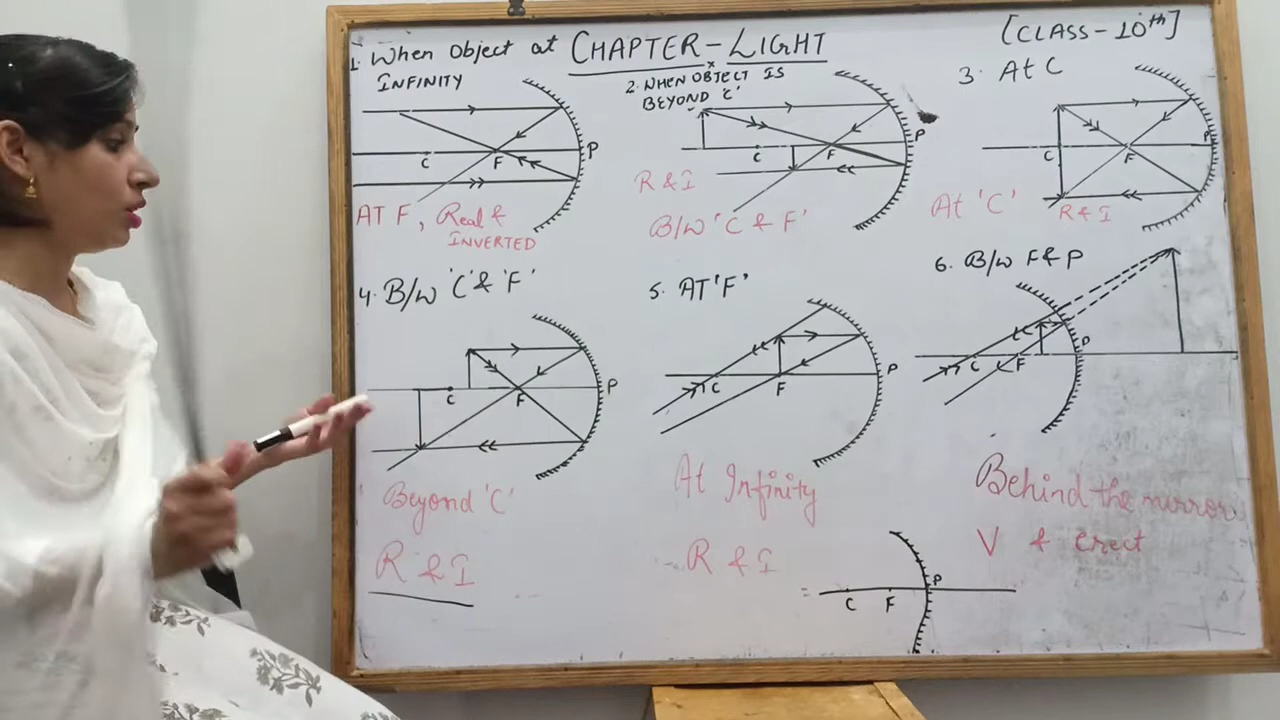 CHAPTER-LIGHT
[CLASS-10th]
1. When Object at
INFINITY
C
F
P
AT F, Real &
INVERTED
2. WHEN OBJECT IS
BEYOND 'C'
C
F
P
R & I
B/W 'C & F'
3. At C
C
F
P
At 'C'
R & I
4. B/W 'C' & 'F'
C
F
P
Beyond 'C'
R & I
5. AT 'F'
C
F
P
At Infinity
R & I
6. B/W F & P
C
F
P
Behind the mirror
V & erect
C
F
P